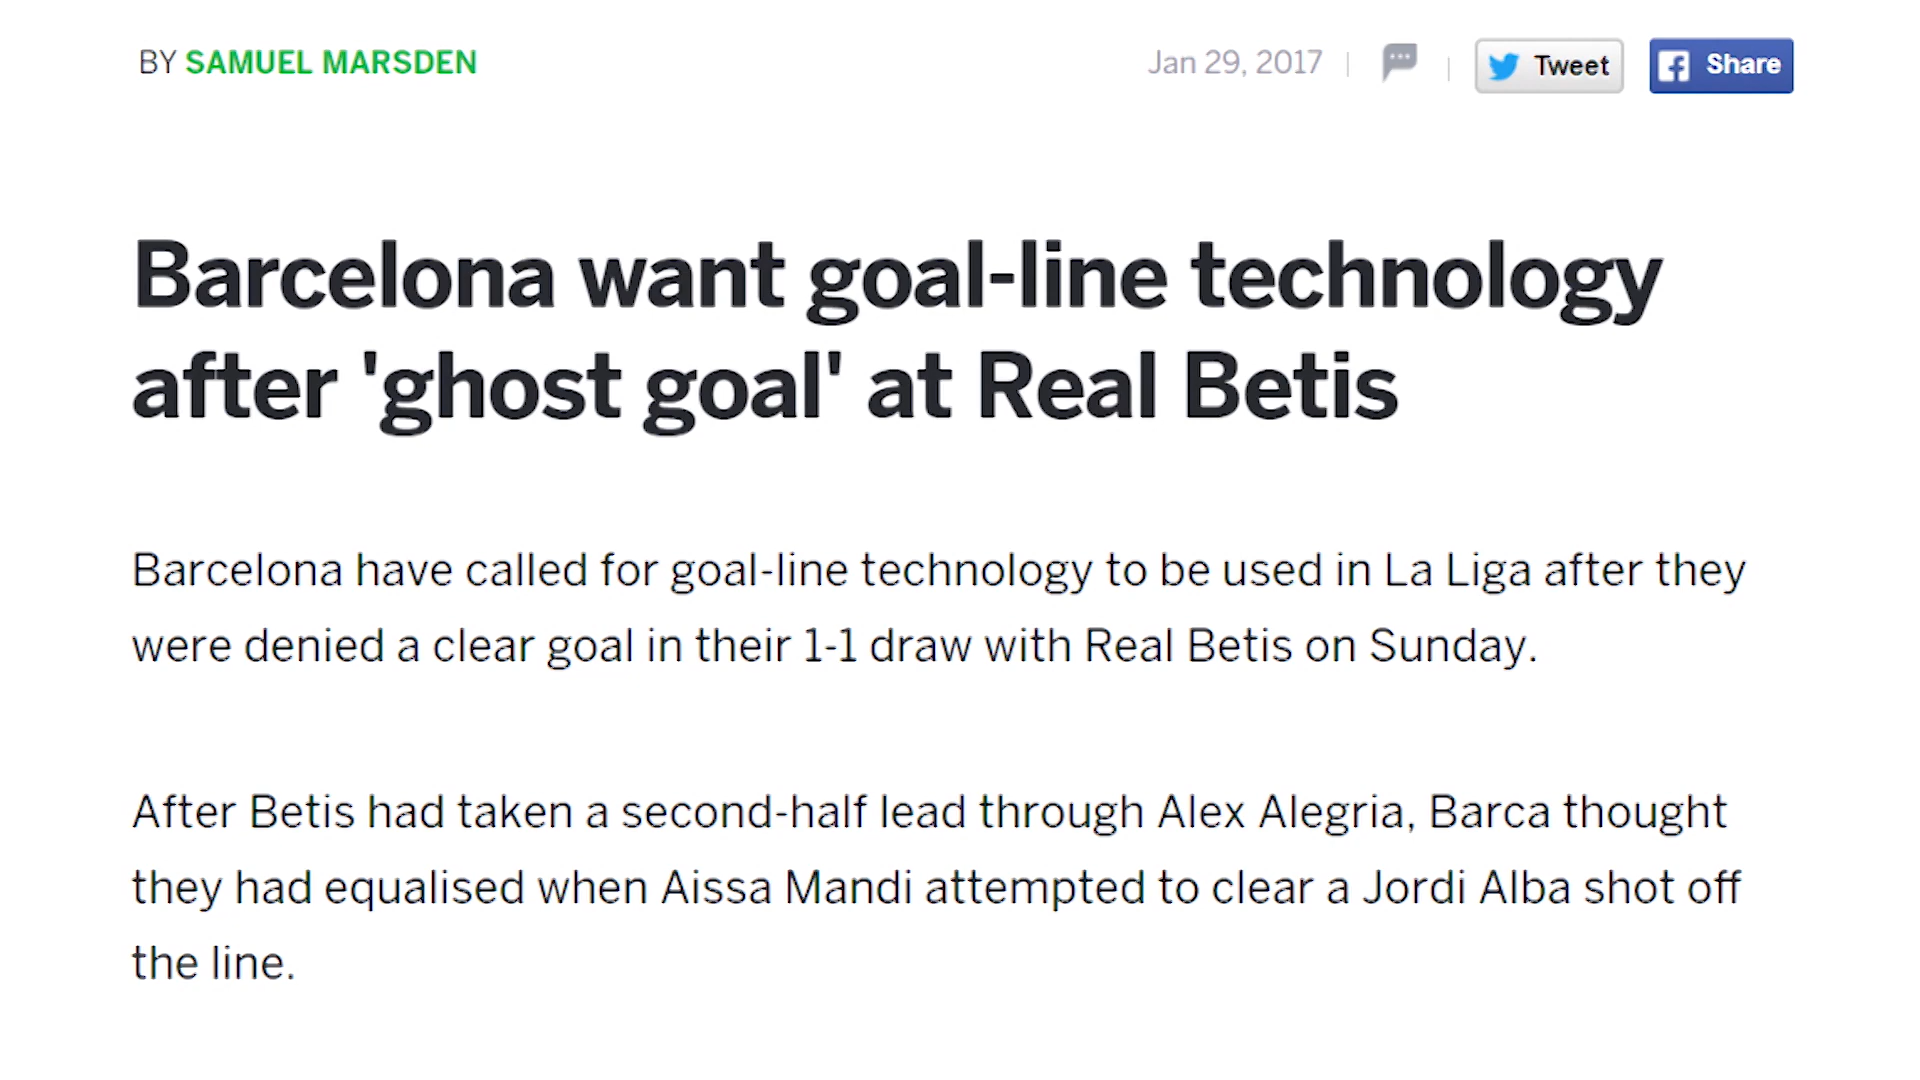 BY SAMUEL MARSDEN
Jan 29, 2017
Tweet
Share
Barcelona want goal-line technology
after 'ghost goal' at Real Betis
Barcelona have called for goal-line technology to be used in La Liga after they
were denied a clear goal in their 1-1 draw with Real Betis on Sunday.
After Betis had taken a second-half lead through Alex Alegria, Barca thought
they had equalised when Aissa Mandi attempted to clear a Jordi Alba shot off
the line.